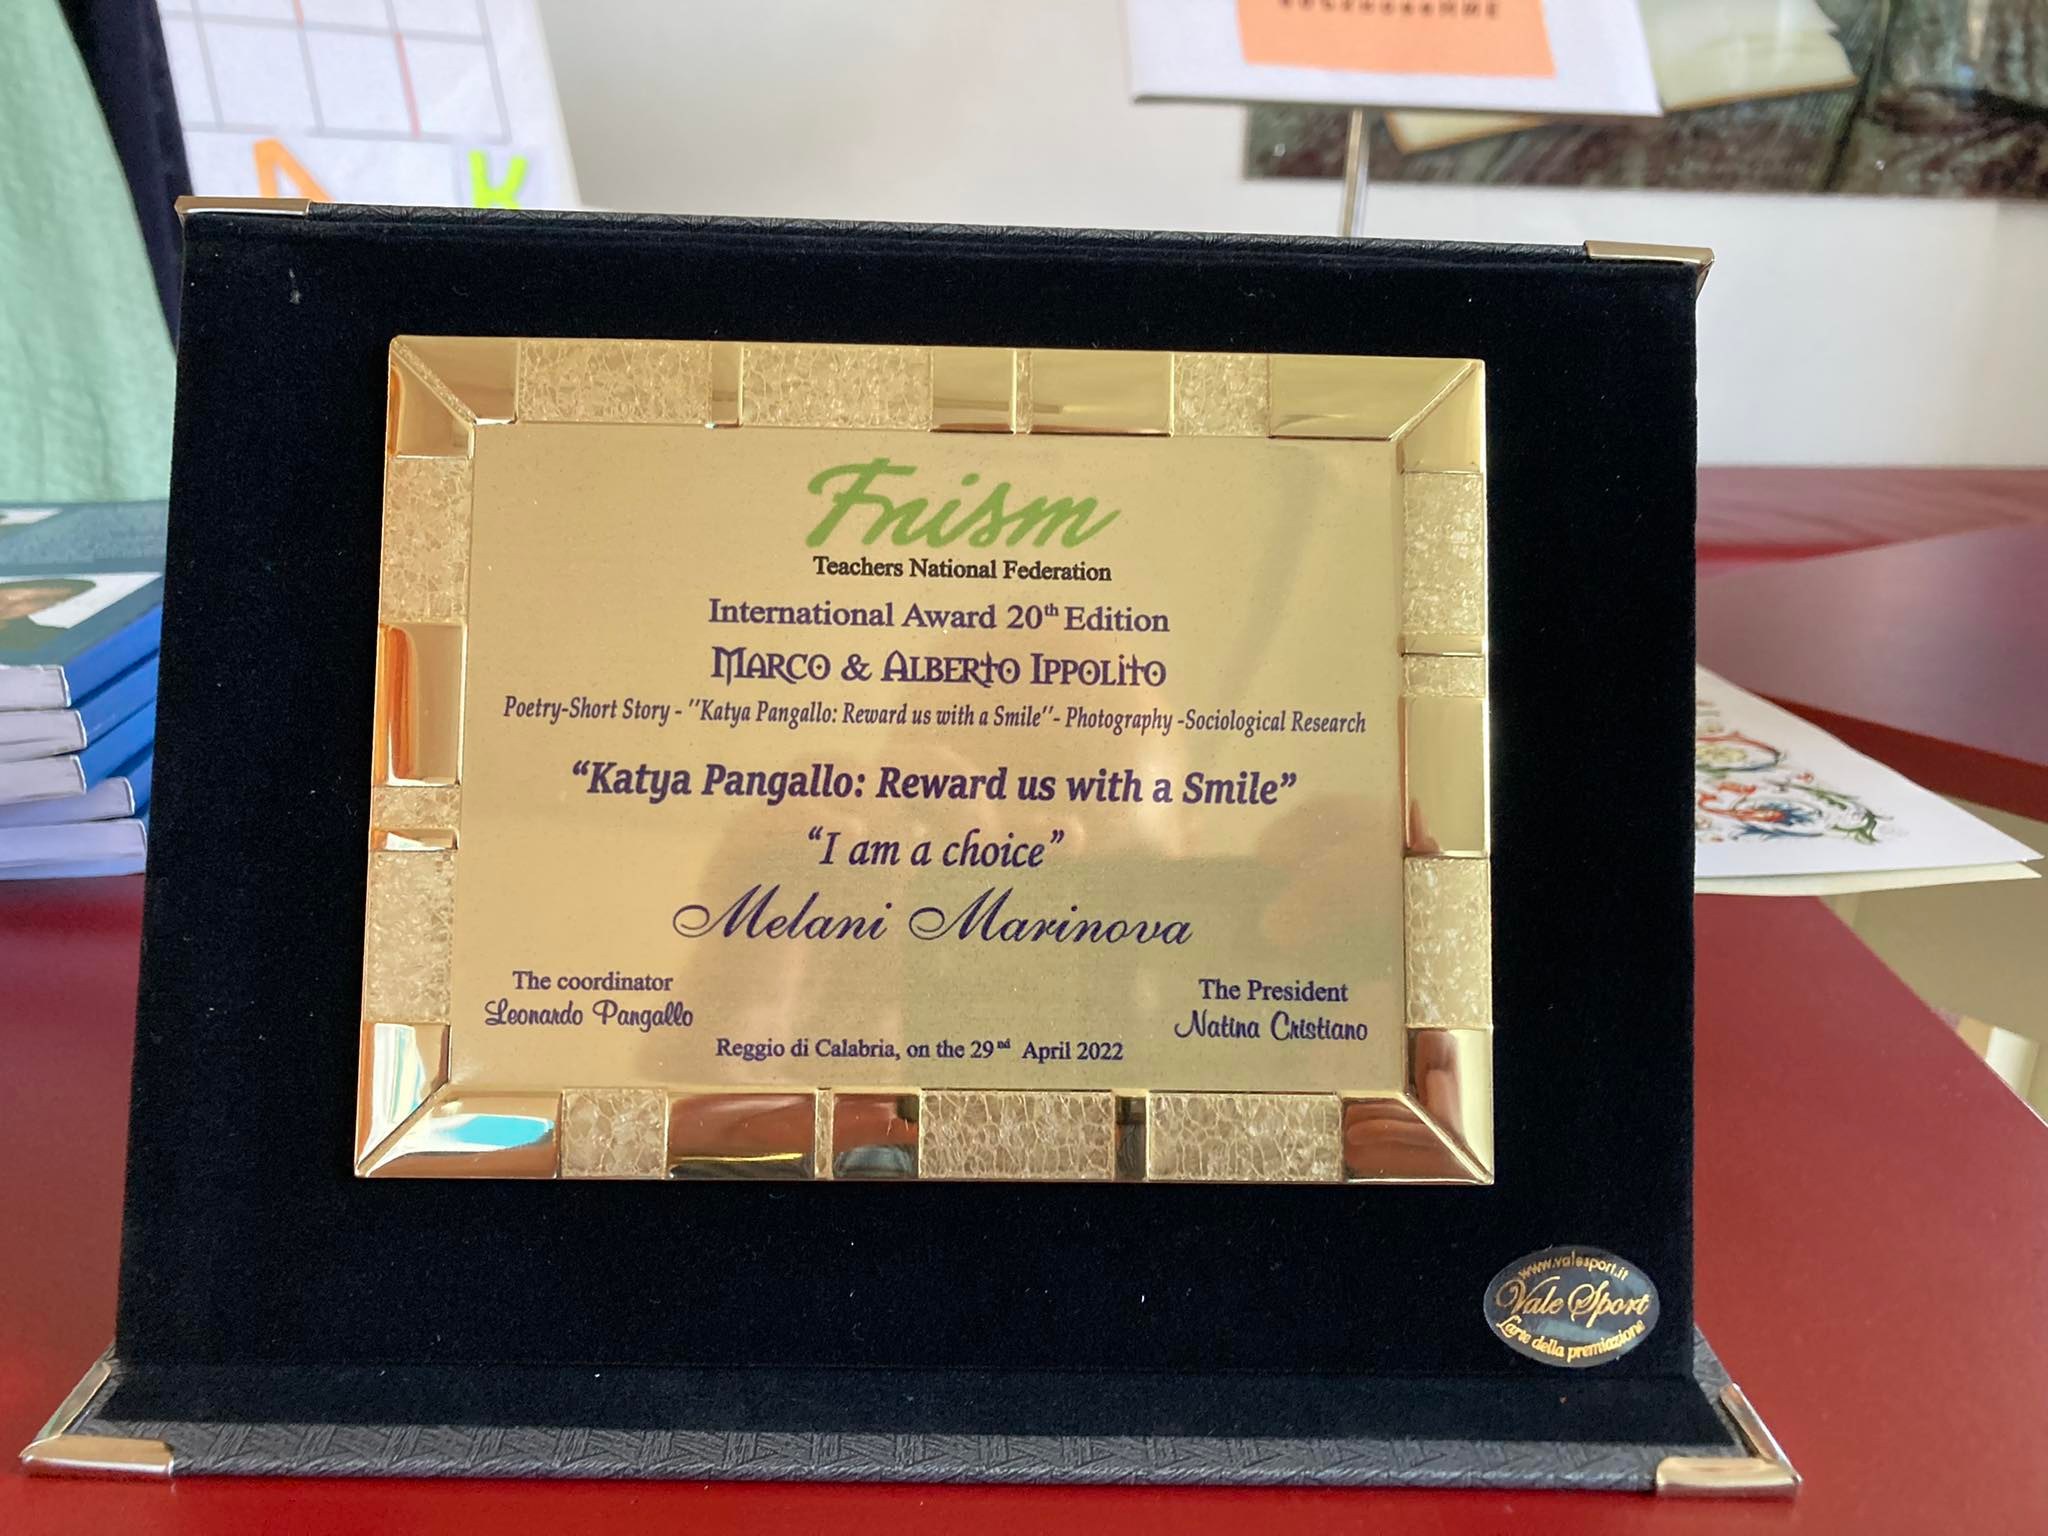 A K
Fnism
Teachers National Federation
International Award 20th Edition
MARCO & ALBERTO IPPOLITO
Poetry-Short Story - "Katya Pangallo: Reward us with a Smile"- Photography -Sociological Research
“Katya Pangallo: Reward us with a Smile”
“I am a choice”
Melani Marinova
The coordinator
Leonardo Pangallo
The President
Natina Cristiano
Reggio di Calabria, on the 29nd April 2022
www.valesport.it
Vale Sport
L'arte della premiazione